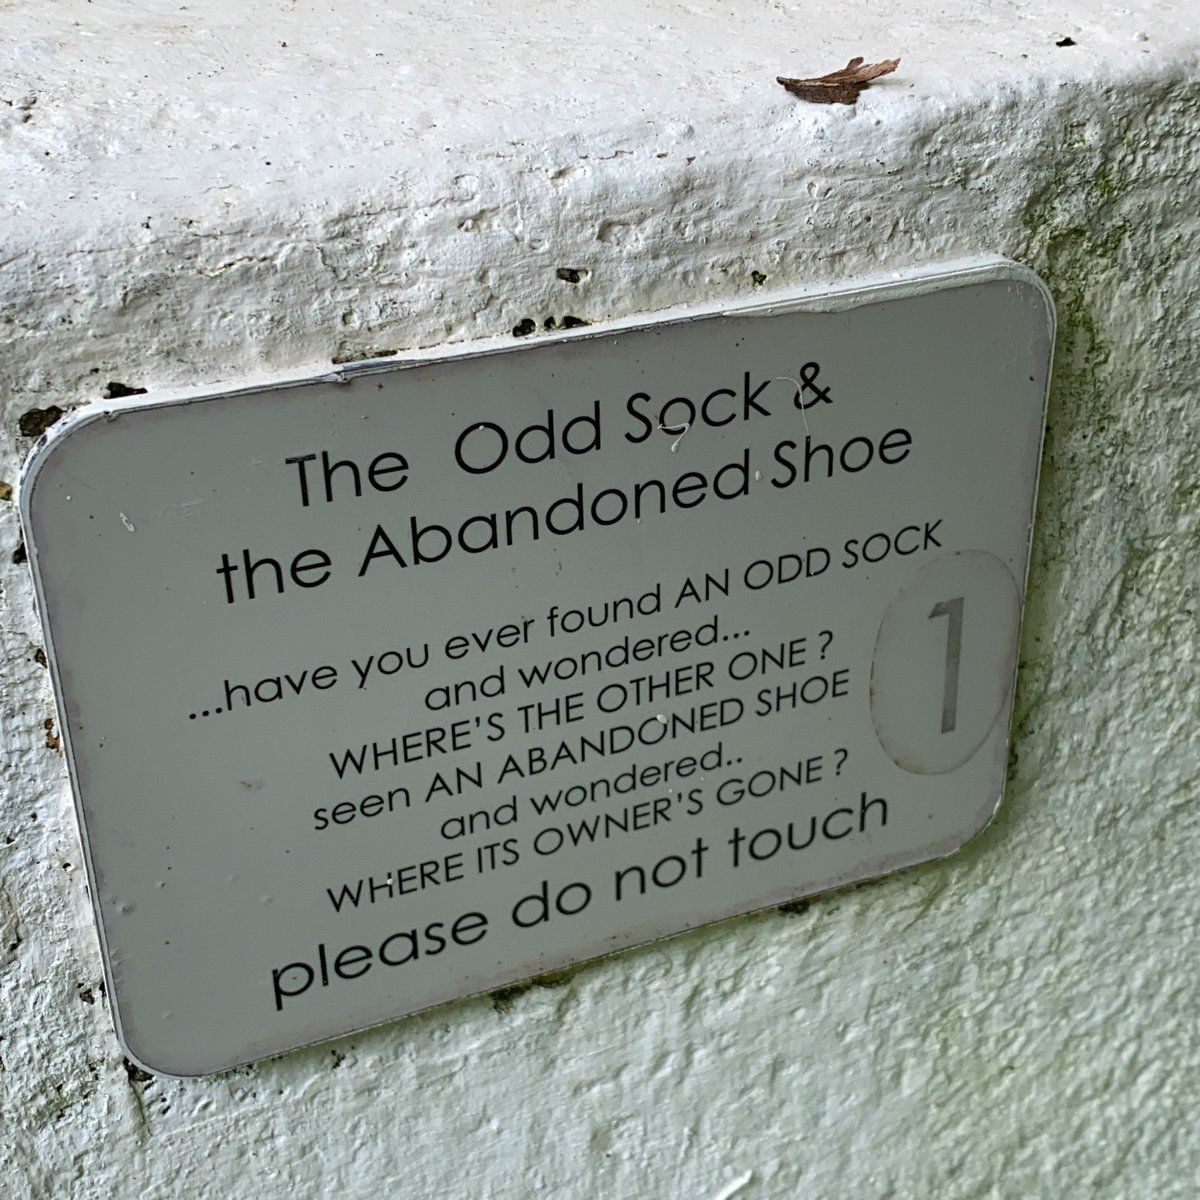 The Odd Sock &
the Abandoned Shoe
...have you ever found AN ODD SOCK
and wondered...
WHERE'S THE OTHER ONE ?
seen AN ABANDONED SHOE
and wondered..
WHERE ITS OWNER'S GONE ?
please do not touch
1